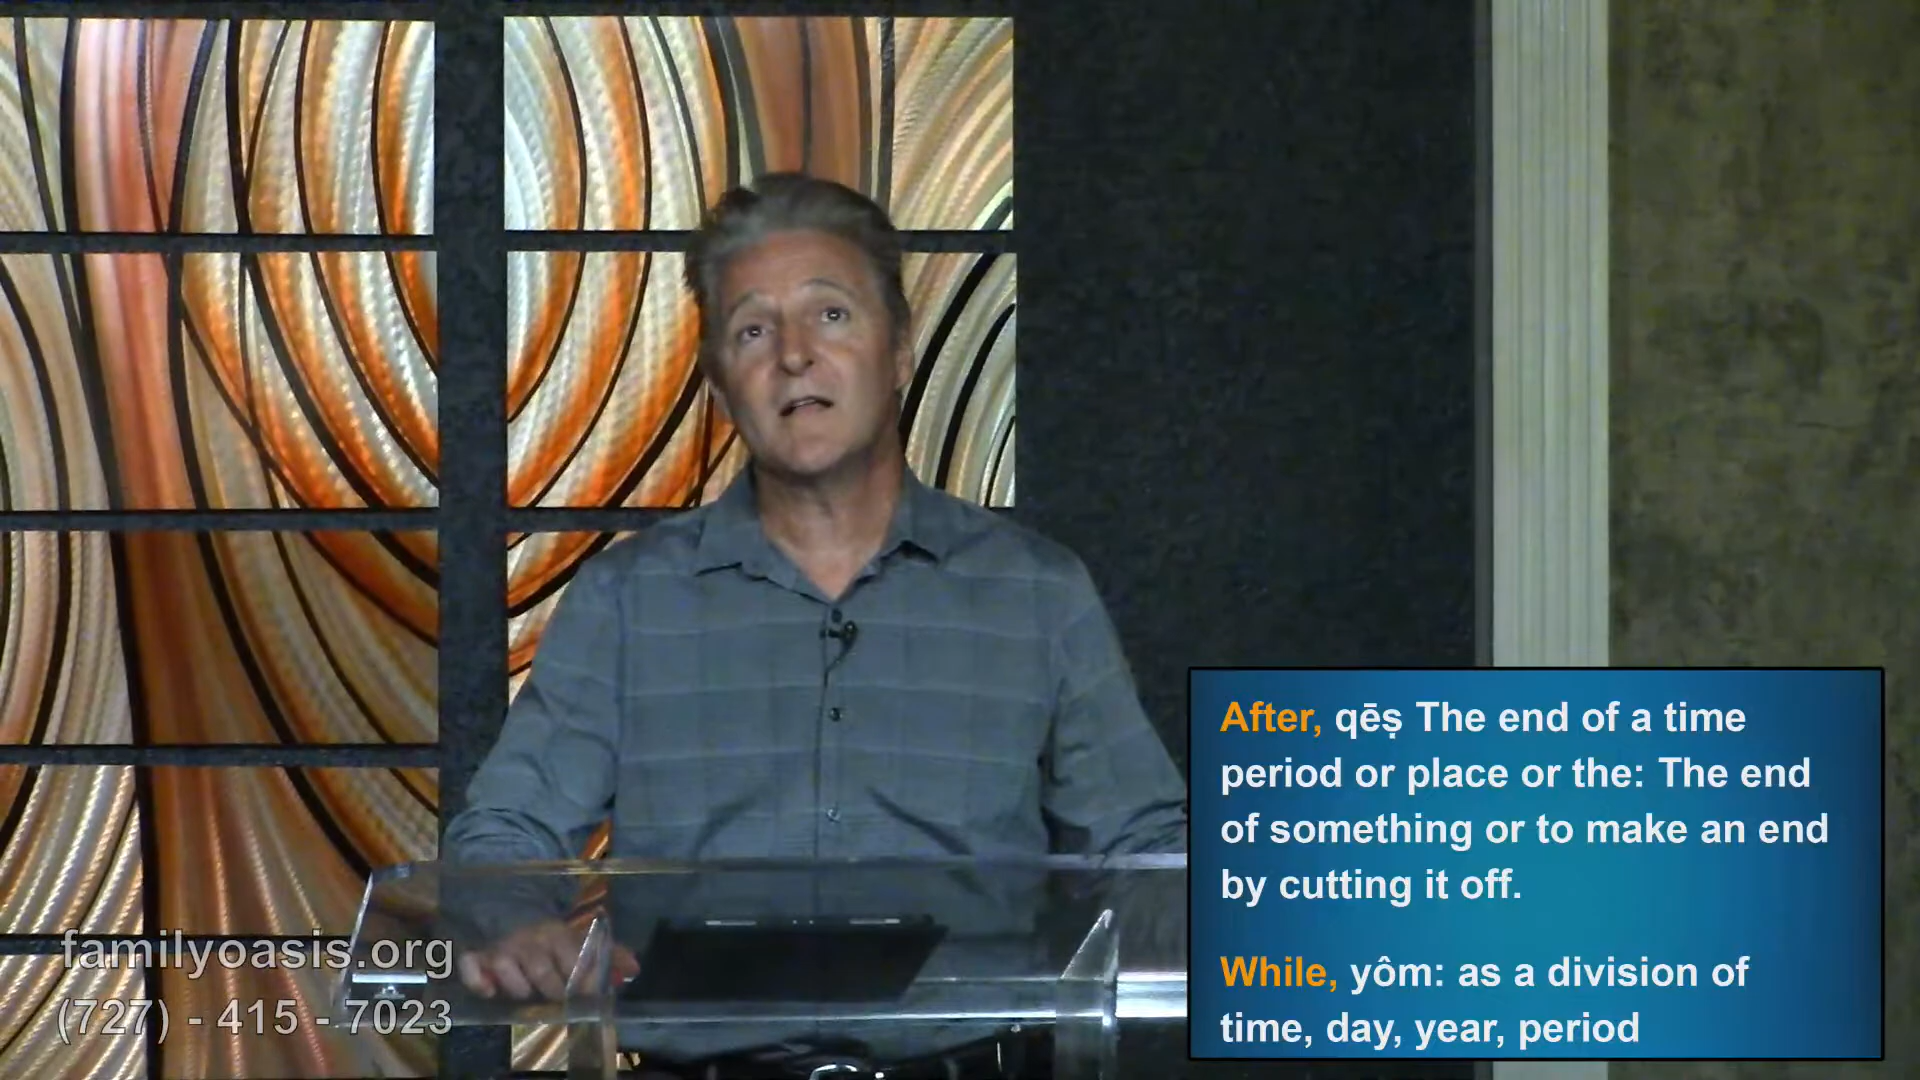 After, qēṣ The end of a time
period or place or the: The end
of something or to make an end
by cutting it off.
While, yôm: as a division of
time, day, year, period
familyoasis.org
(727) - 415 - 7023